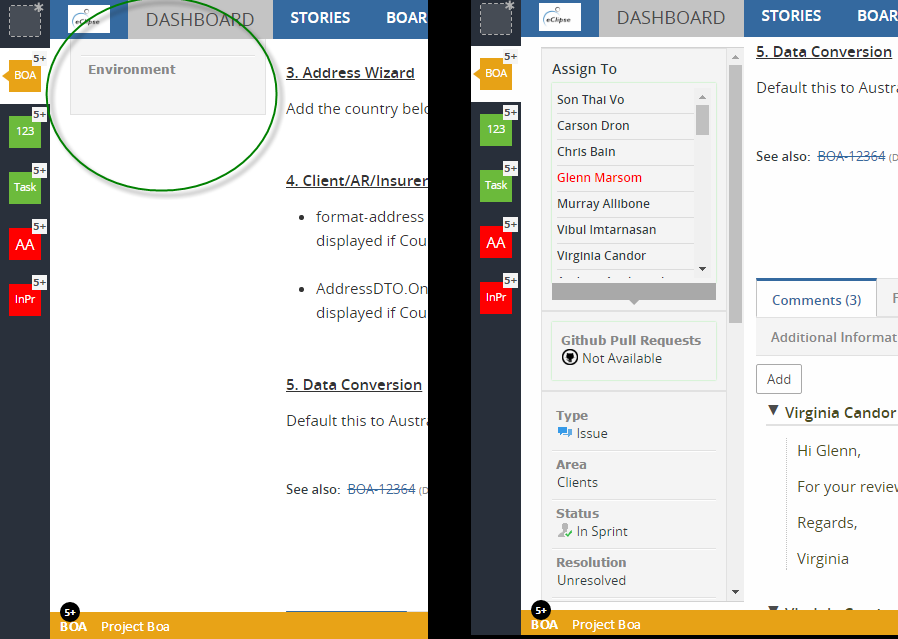 eClipse
DASHBOARD
STORIES
BOAR
5+
BOA
5+
123
5+
Task
5+
AA
5+
InPr
Environment
3. Address Wizard
Add the country belo
4. Client/AR/Insurer
format-address
displayed if Cou
AddressDTO.On
displayed if Cou
5. Data Conversion
Default this to Austra
See also: BOA-12364 (D
5+
BOA Project Boa
eClipse
DASHBOARD
STORIES
BOAR
5+
BOA
5+
123
5+
Task
5+
AA
5+
InPr
Assign To
Son Thai Vo
Carson Dron
Chris Bain
Glenn Marsom
Murray Allibone
Vibul Imtarnasan
Virginia Candor
Github Pull Requests
Not Available
Type
Issue
Area
Clients
Status
In Sprint
Resolution
Unresolved
5. Data Conversion
Default this to Austra
See also: BOA-12364 (D
Comments (3)
F
Additional Informat
Add
Virginia Candor
Hi Glenn,
For your review
Regards,
Virginia
5+
BOA Project Boa